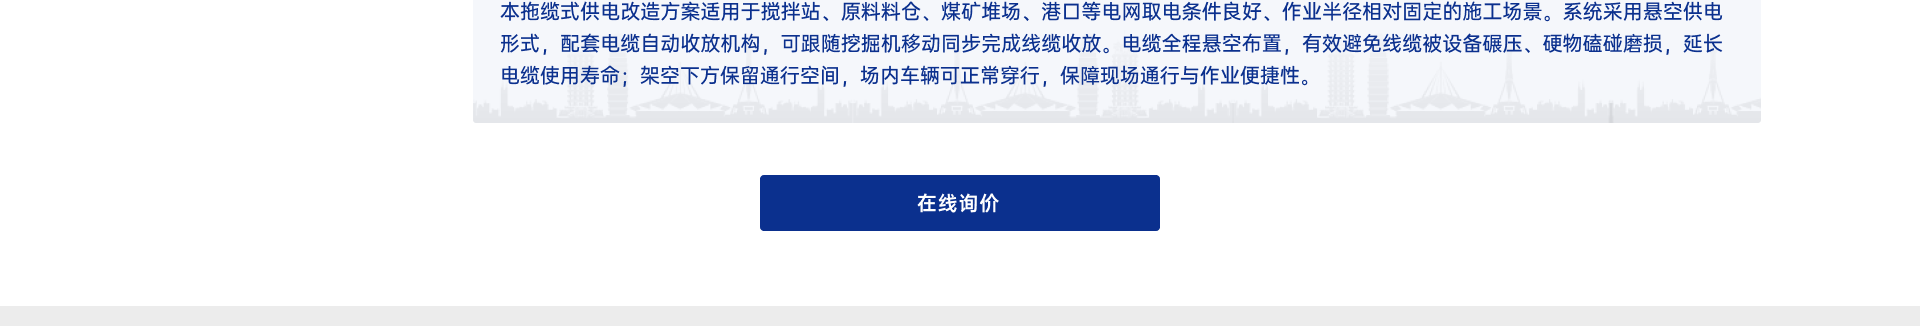 本拖缆式供电改造方案适用于搅拌站、原料料仓、煤矿堆场、港口等电网取电条件良好、作业半径相对固定的施工场景。系统采用悬空供电
形式，配套电缆自动收放机构，可跟随挖掘机移动同步完成线缆收放。电缆全程悬空布置，有效避免线缆被设备碾压、硬物磕碰磨损，延长
电缆使用寿命；架空下方保留通行空间，场内车辆可正常穿行，保障现场通行与作业便捷性。
在线询价